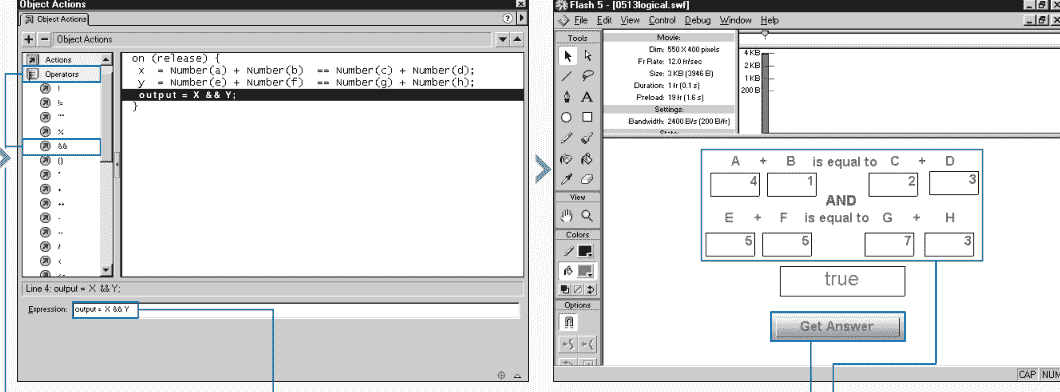 Object Actions
Object Actions
?
+ − Object Actions
Actions
Operators
!
!=
""
%
&&
()
*
+
++
-
--
/
<
<=
on (release) {
x = Number(a) + Number(b) == Number(c) + Number(d);
y = Number(e) + Number(f) == Number(g) + Number(h);
output = X && Y;
}
Line 4: output = X && Y;
Expression: output = X && Y
Flash 5 - [0513logical.swf]
File Edit View Control Debug Window Help
Tools
A
View
Colors
Options
Movie:
Dim: 550 X 400 pixels
Fr Rate: 12.0 fr/sec
Size: 3 KB (3946 B)
Duration: 1 fr (0.1 s)
Preload: 19 fr (1.6 s)
Settings:
Bandwidth: 2400 B/s (200 B/fr)
State:
4 KB
2 KB
1 KB
200 B
A + B is equal to C + D
4 1 2 3
AND
E + F is equal to G + H
5 5 7 3
true
Get Answer
CAP NUM